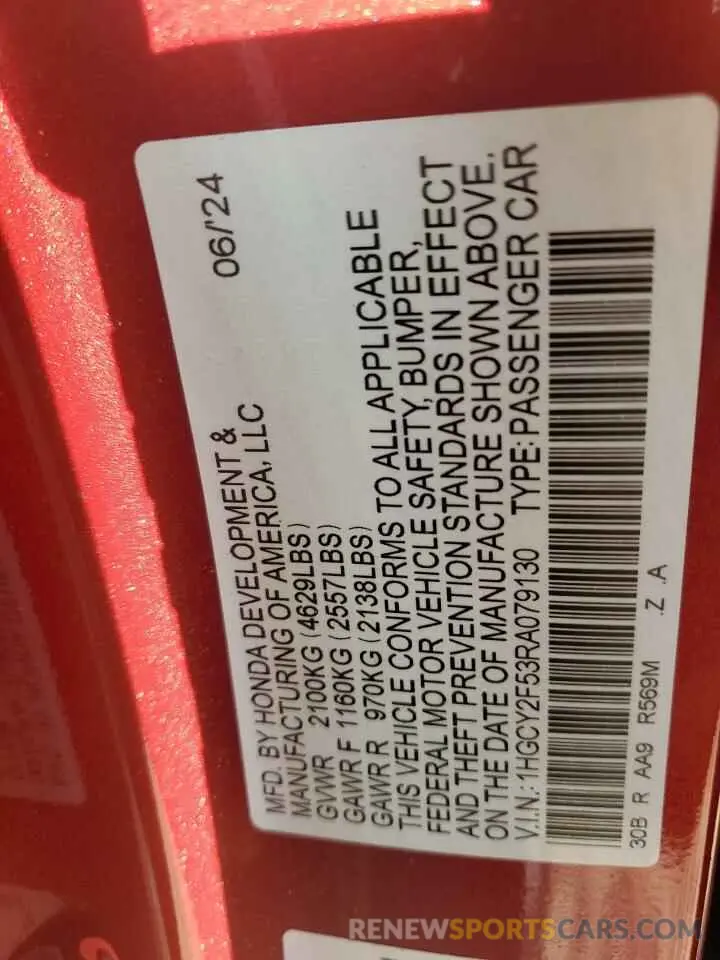 06/'24
MFD. BY HONDA DEVELOPMENT &
MANUFACTURING OF AMERICA, LLC
GVWR 2100KG (4629LBS)
GAWR F 1160KG (2557LBS)
GAWR R 970KG (2138LBS)
THIS VEHICLE CONFORMS TO ALL APPLICABLE
FEDERAL MOTOR VEHICLE SAFETY, BUMPER,
AND THEFT PREVENTION STANDARDS IN EFFECT
ON THE DATE OF MANUFACTURE SHOWN ABOVE.
V.I.N.: 1HGCY2F53RA079130 TYPE: PASSENGER CAR
30B R AA9 R569M .Z .A
RENEWSPORTSCARS.COM